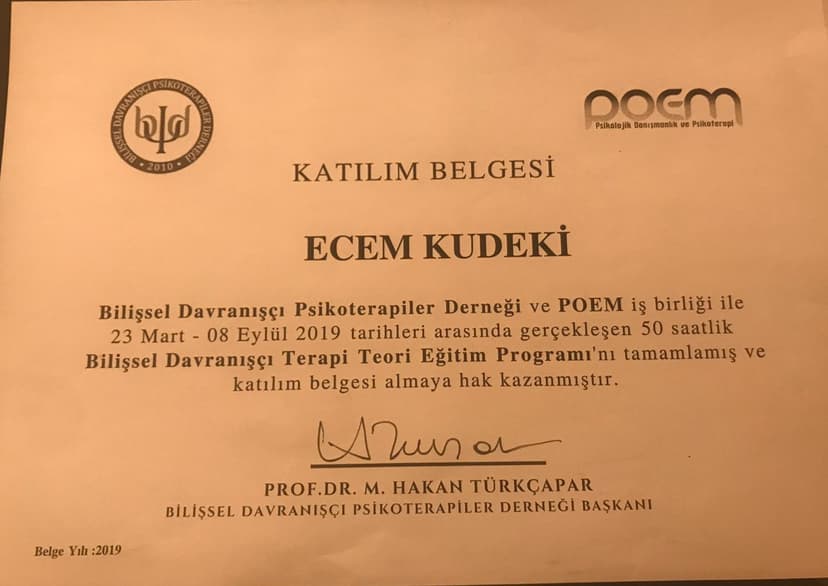 BİLİŞSEL DAVRANIŞÇI PSİKOTERAPİLER DERNEĞİ
• 2010 •
POEM
Psikolojik Danışmanlık ve Psikoterapi
KATILIM BELGESİ
ECEM KUDEKİ
Bilişsel Davranışçı Psikoterapiler Derneği ve POEM iş birliği ile
23 Mart - 08 Eylül 2019 tarihleri arasında gerçekleşen 50 saatlik
Bilişsel Davranışçı Terapi Teori Eğitim Programı'nı tamamlamış ve
katılım belgesi almaya hak kazanmıştır.
PROF.DR. M. HAKAN TÜRKÇAPAR
BİLİŞSEL DAVRANIŞÇI PSİKOTERAPİLER DERNEĞİ BAŞKANI
Belge Yılı :2019